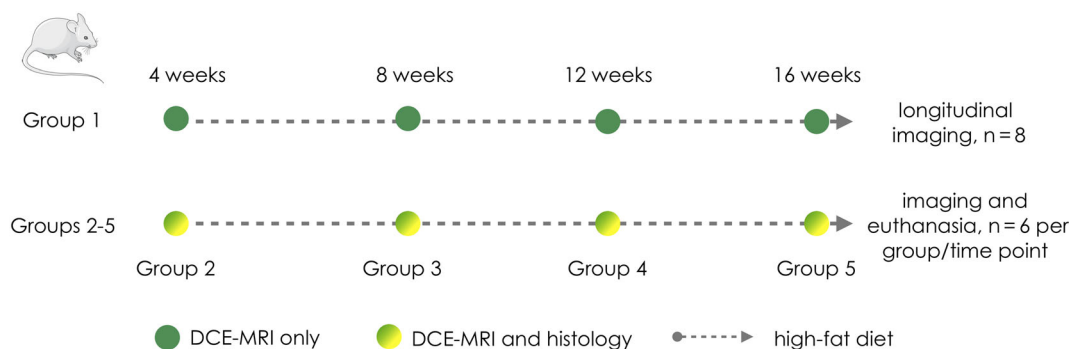 4 weeks 8 weeks 12 weeks 16 weeks
Group 1
longitudinal
imaging, n = 8
Groups 2-5
imaging and
euthanasia, n = 6 per
group/time point
Group 2 Group 3 Group 4 Group 5
DCE-MRI only DCE-MRI and histology high-fat diet